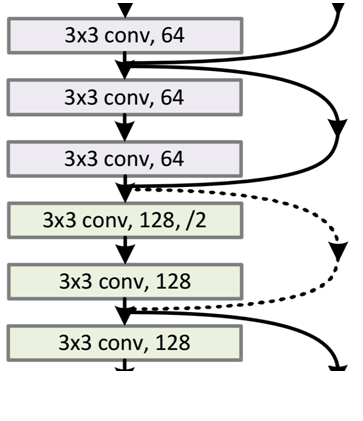 3x3 conv, 64
3x3 conv, 64
3x3 conv, 64
3x3 conv, 128, /2
3x3 conv, 128
3x3 conv, 128